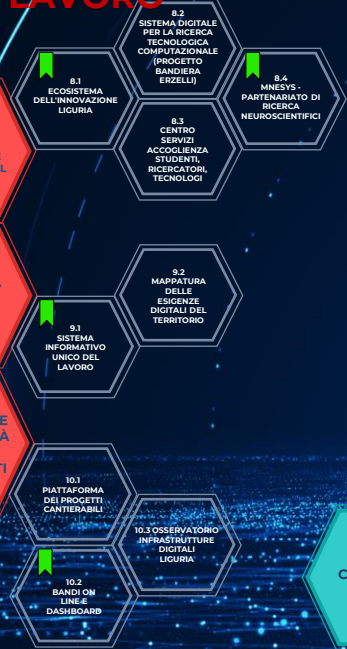 LAVORO
8.2
SISTEMA DIGITALE
PER LA RICERCA
TECNOLOGICA
COMPUTAZIONALE
(PROGETTO
BANDIERA
ERZELLI)
8.1
ECOSISTEMA
DELL'INNOVAZIONE
LIGURIA
8.4
MNESYS -
PARTENARIATO DI
RICERCA
NEUROSCIENTIFICI
8.3
CENTRO
SERVIZI
ACCOGLIENZA
STUDENTI,
RICERCATORI,
TECNOLOGI
9.2
MAPPATURA
DELLE
ESIGENZE
DIGITALI DEL
TERRITORIO
9.1
SISTEMA
INFORMATIVO
UNICO DEL
LAVORO
10.1
PIATTAFORMA
DEI PROGETTI
CANTIERABILI
10.3 OSSERVATORIO
INFRASTRUTTURE
DIGITALI
LIGURIA
10.2
BANDI ON
LINE E
DASHBOARD